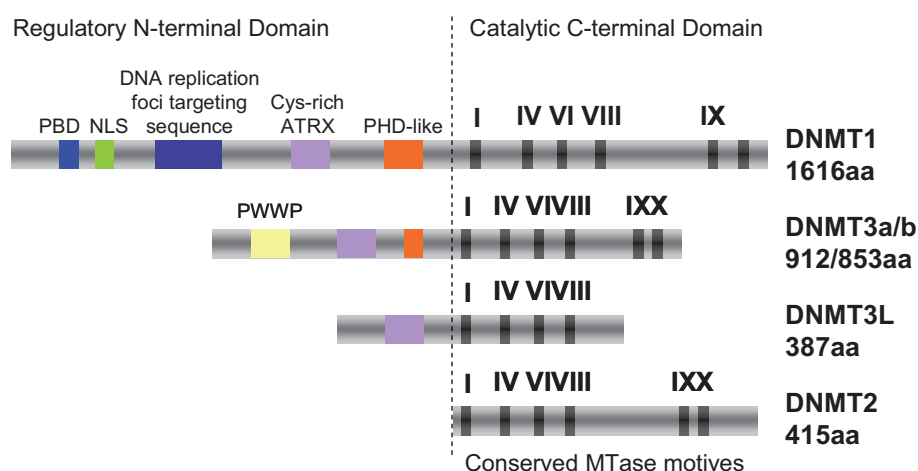 Regulatory N-terminal Domain
Catalytic C-terminal Domain
DNA replication
foci targeting
sequence
Cys-rich
ATRX
PBD
NLS
PHD-like
I IV VI VIII IX
DNMT1
1616aa
PWWP
I IV VIVIII IXX
DNMT3a/b
912/853aa
I IV VIVIII
DNMT3L
387aa
I IV VIVIII IXX
DNMT2
415aa
Conserved MTase motives